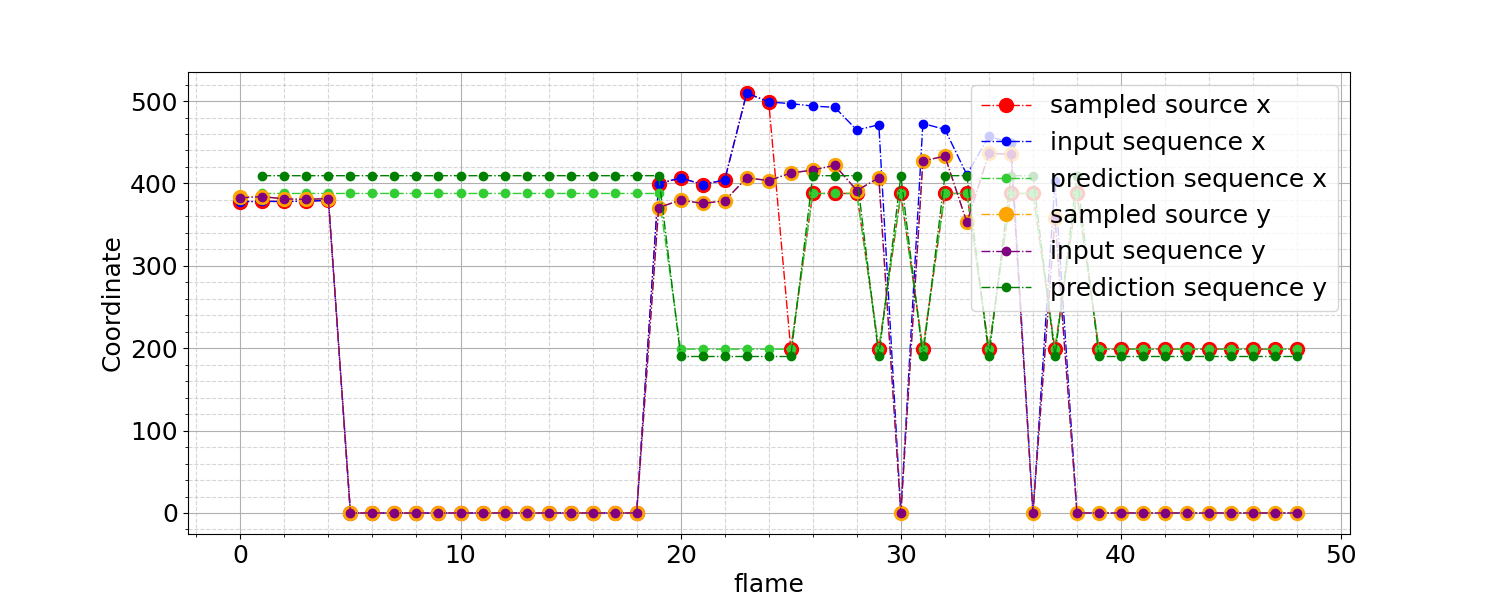 500
400
300
200
100
0
Coordinate
sampled source x
input sequence x
prediction sequence x
sampled source y
input sequence y
prediction sequence y
0 10 20 30 40 50
flame